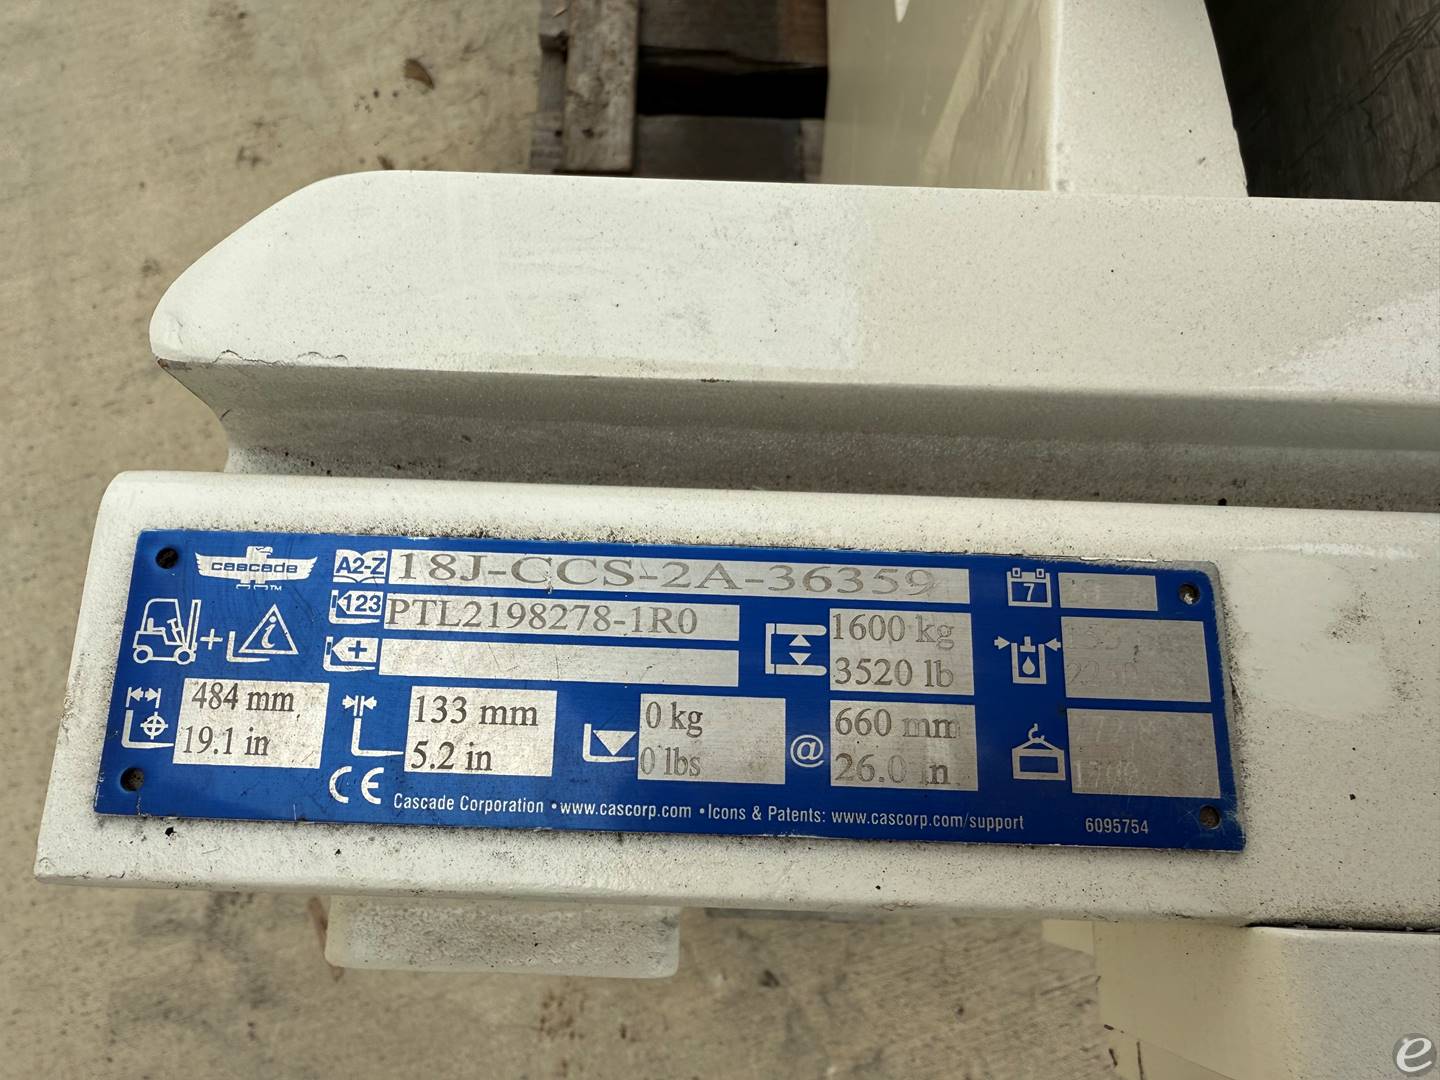 cascade TM
A2-Z 18J-CCS-2A-36359
123 PTL2198278-1R0
7
1600 kg
3520 lb
484 mm
19.1 in
133 mm
5.2 in
0 kg
0 lbs
@
660 mm
26.0 in
CE
Cascade Corporation • www.cascorp.com • Icons & Patents: www.cascorp.com/support
6095754
e